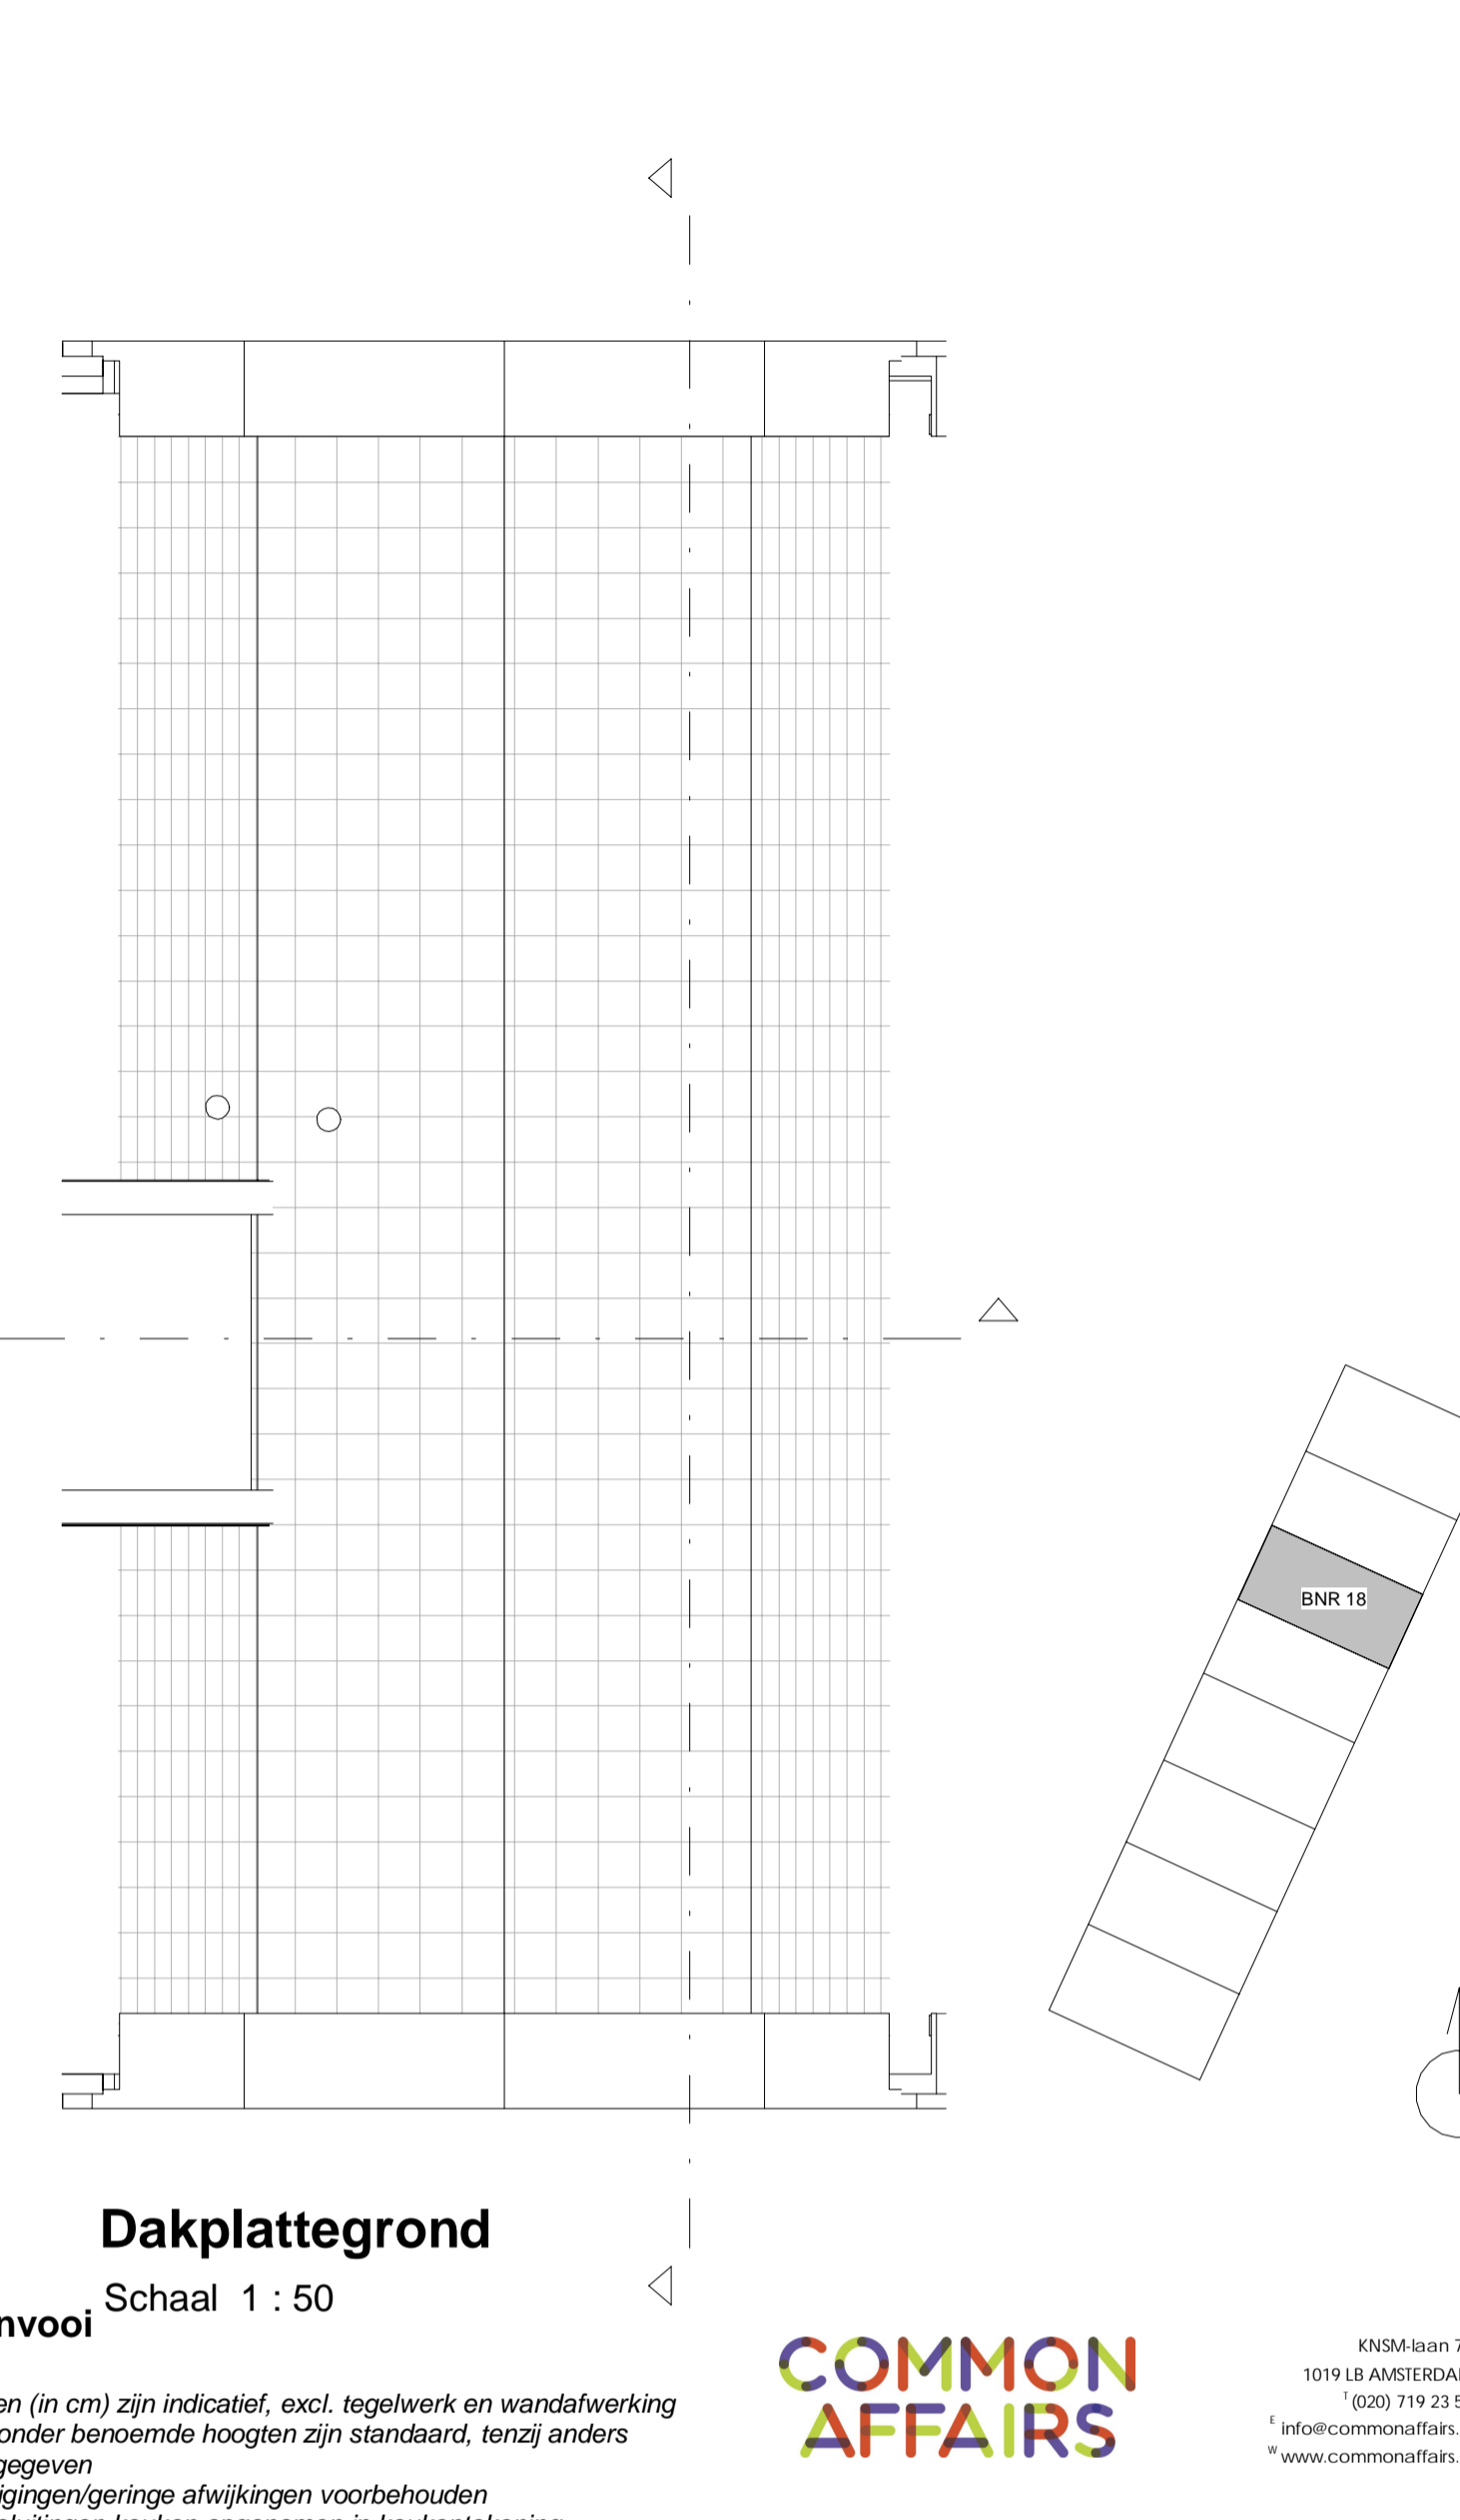 BNR 18
Dakplattegrond
Schaal 1 : 50
nvooi
en (in cm) zijn indicatief, excl. tegelwerk en wandafwerking
onder benoemde hoogten zijn standaard, tenzij anders
gegeven
igingen/geringe afwijkingen voorbehouden
COMMON
AFFAIRS
KNSM-laan 7
1019 LB AMSTERDA
T (020) 719 23 5
E info@commonaffairs.
W www.commonaffairs.